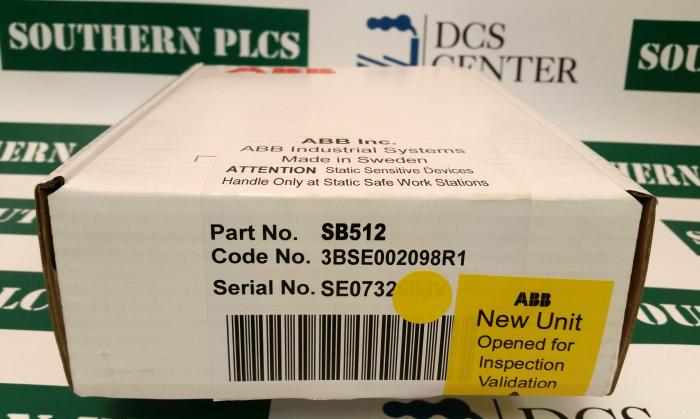 SOUTHERN PLCS
DCS
CENTER
SOU
ABB
ABB Inc.
ABB Industrial Systems
Made in Sweden
ATTENTION Static Sensitive Devices
Handle Only at Static Safe Work Stations
Part No. SB512
Code No. 3BSE002098R1
Serial No. SE0732
ABB
New Unit
Opened for
Inspection
Validation